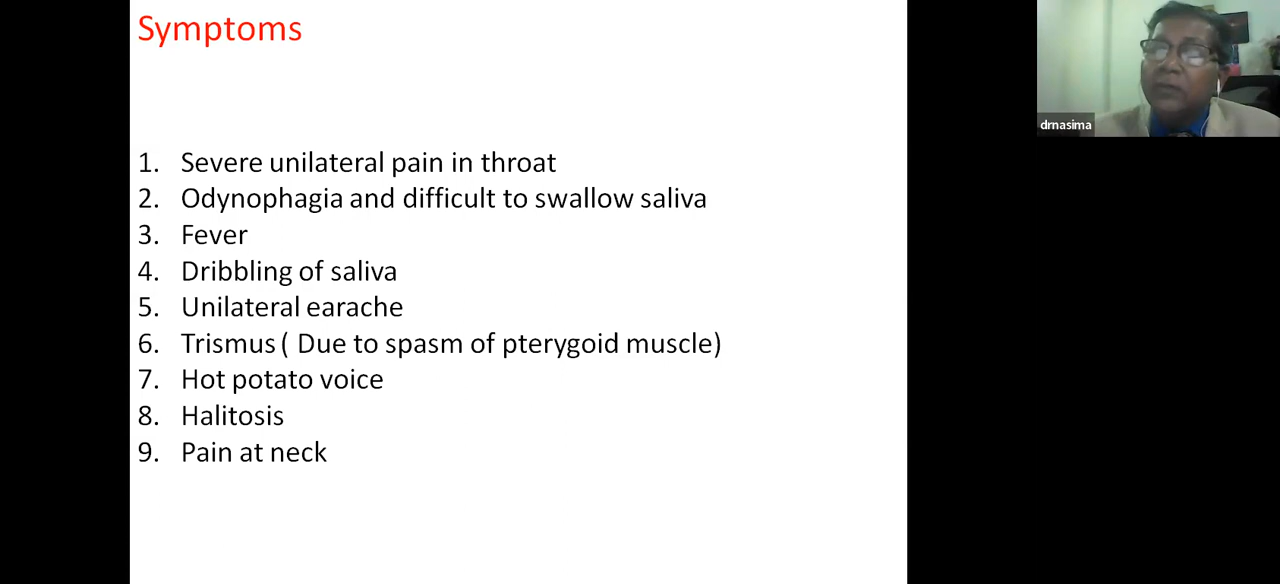 Symptoms
drnasima
1. Severe unilateral pain in throat
2. Odynophagia and difficult to swallow saliva
3. Fever
4. Dribbling of saliva
5. Unilateral earache
6. Trismus ( Due to spasm of pterygoid muscle)
7. Hot potato voice
8. Halitosis
9. Pain at neck